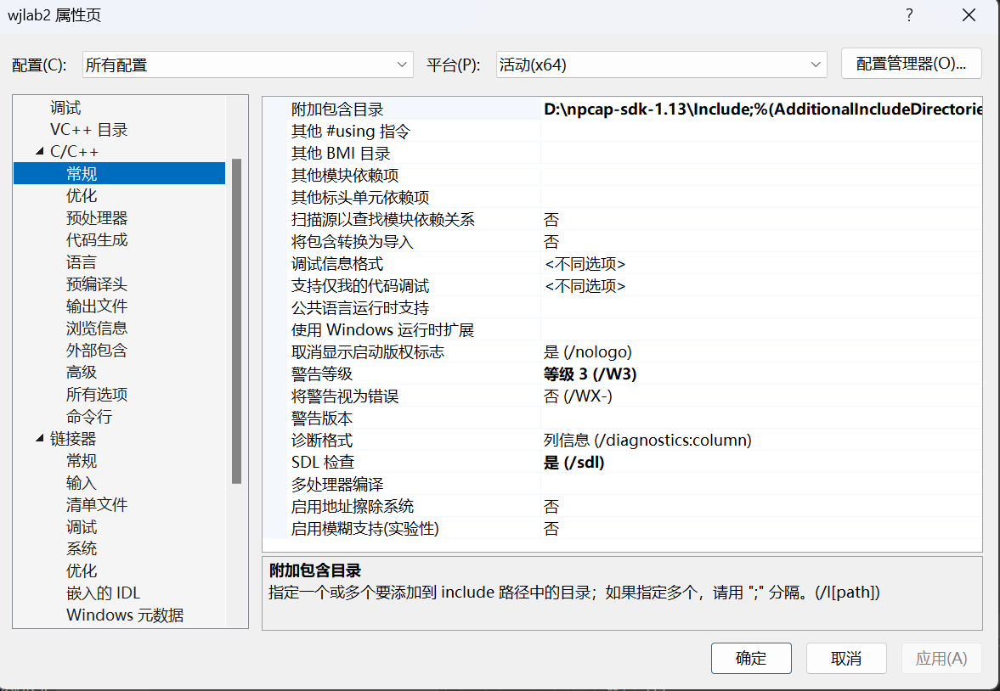 wjlab2 属性页
配置(C): 所有配置 平台(P): 活动(x64) 配置管理器(O)...
调试
VC++ 目录
C/C++
常规
优化
预处理器
代码生成
语言
预编译头
输出文件
浏览信息
外部包含
高级
所有选项
命令行
链接器
常规
输入
清单文件
调试
系统
优化
嵌入的 IDL
Windows 元数据
附加包含目录 D:\npcap-sdk-1.13\Include;%(AdditionalIncludeDirectorie
其他 #using 指令
其他 BMI 目录
其他模块依赖项
其他标头单元依赖项
扫描源以查找模块依赖关系 否
将包含转换为导入 否
调试信息格式 <不同选项>
支持仅我的代码调试 <不同选项>
公共语言运行时支持
使用 Windows 运行时扩展
取消显示启动版权标志 是 (/nologo)
警告等级 等级 3 (/W3)
将警告视为错误 否 (/WX-)
警告版本
诊断格式 列信息 (/diagnostics:column)
SDL 检查 是 (/sdl)
多处理器编译
启用地址擦除系统 否
启用模糊支持(实验性) 否
附加包含目录
指定一个或多个要添加到 include 路径中的目录；如果指定多个，请用 ";" 分隔。(/I[path])
确定 取消 应用(A)